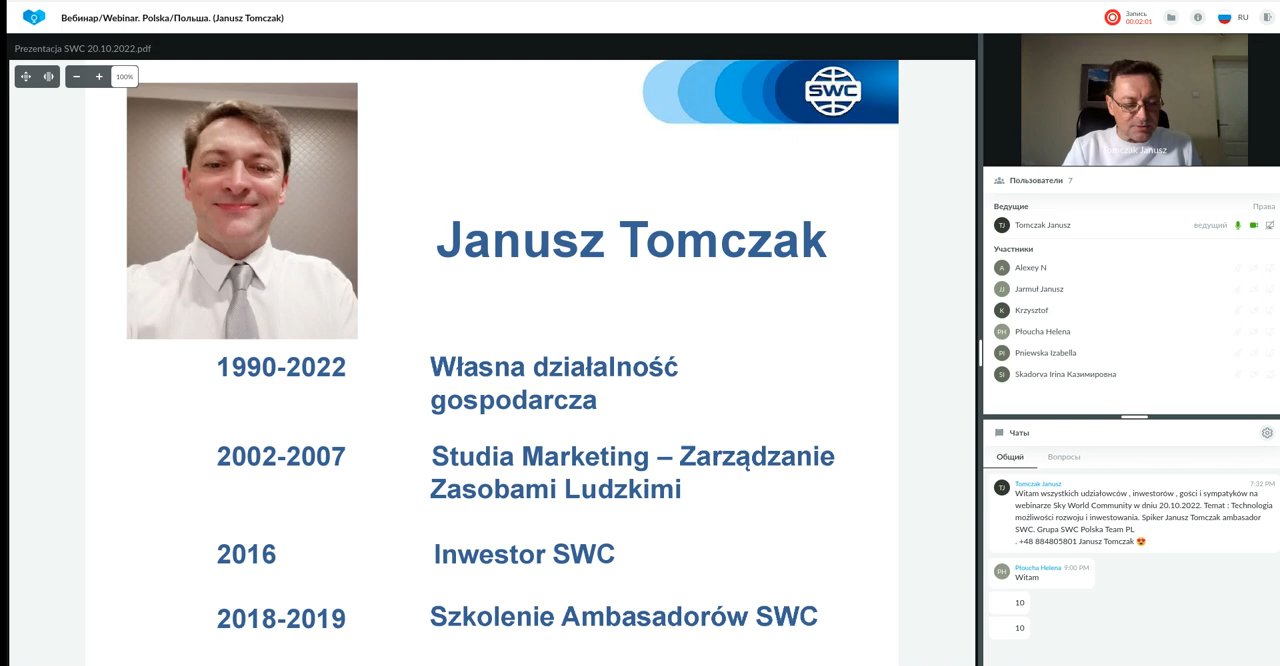 Вебинар/Webinar. Polska/Польша. (Janusz Tomczak)
Запись
00:02:01
RU
Prezentacja SWC 20.10.2022.pdf
100%
SWC
Janusz Tomczak
1990-2022
Własna działalność
gospodarcza
2002-2007
Studia Marketing – Zarządzanie
Zasobami Ludzkimi
2016
Inwestor SWC
2018-2019
Szkolenie Ambasadorów SWC
Tomczak Janusz
Пользователи 7
Ведущие
Права
TJ
Tomczak Janusz
ведущий
Участники
A
Alexey N
JJ
Jarmuł Janusz
K
Krzysztof
PH
Płoucha Helena
PI
Pniewska Izabella
SI
Skadorva Irina Казимировна
Чаты
Общий
Вопросы
TJ
Tomczak Janusz
7:32 PM
Witam wszystkich udziałowców , inwestorów , gości i sympatyków na
webinarze Sky World Community w dniu 20.10.2022. Temat : Technologia
możliwości rozwoju i inwestowania. Spiker Janusz Tomczak ambasador
SWC. Grupa SWC Polska Team PL
. +48 884805801 Janusz Tomczak 😍
PH
Płoucha Helena 9:00 PM
Witam
10
10